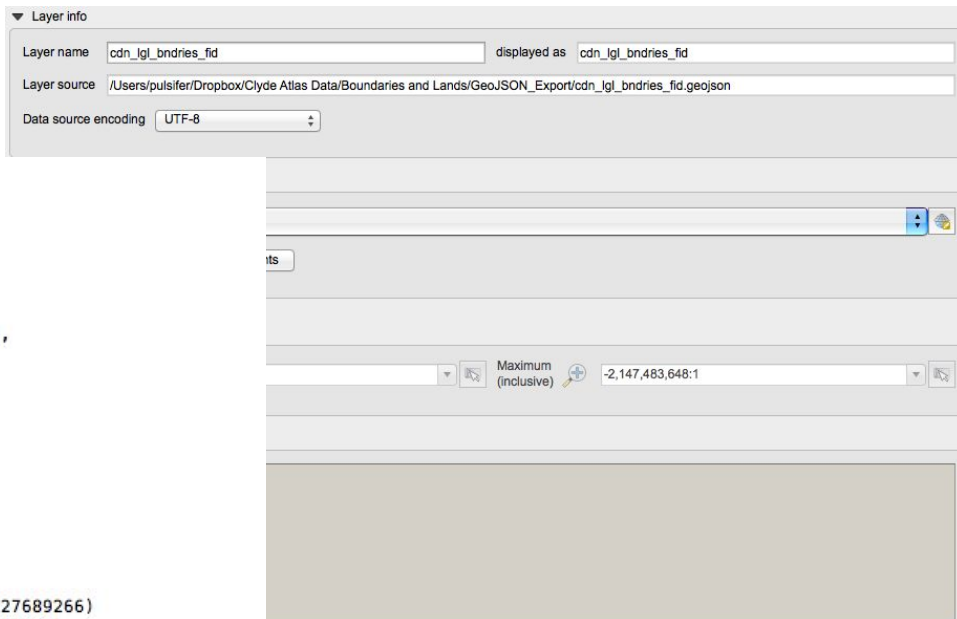 Layer info
Layer name cdn_lgl_bndries_fid displayed as cdn_lgl_bndries_fid
Layer source /Users/pulsifer/Dropbox/Clyde Atlas Data/Boundaries and Lands/GeoJSON_Export/cdn_lgl_bndries_fid.geojson
Data source encoding UTF-8
nts
,
Maximum
(inclusive) -2,147,483,648:1
27689266)